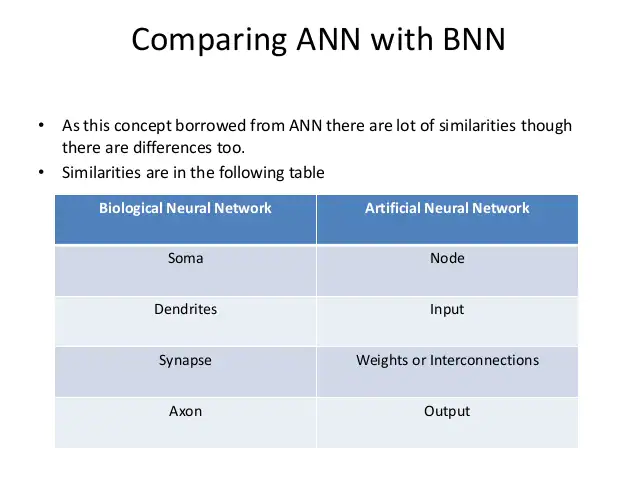 Comparing ANN with BNN
• As this concept borrowed from ANN there are lot of similarities though
there are differences too.
• Similarities are in the following table
Biological Neural Network Artificial Neural Network
Soma Node
Dendrites Input
Synapse Weights or Interconnections
Axon Output